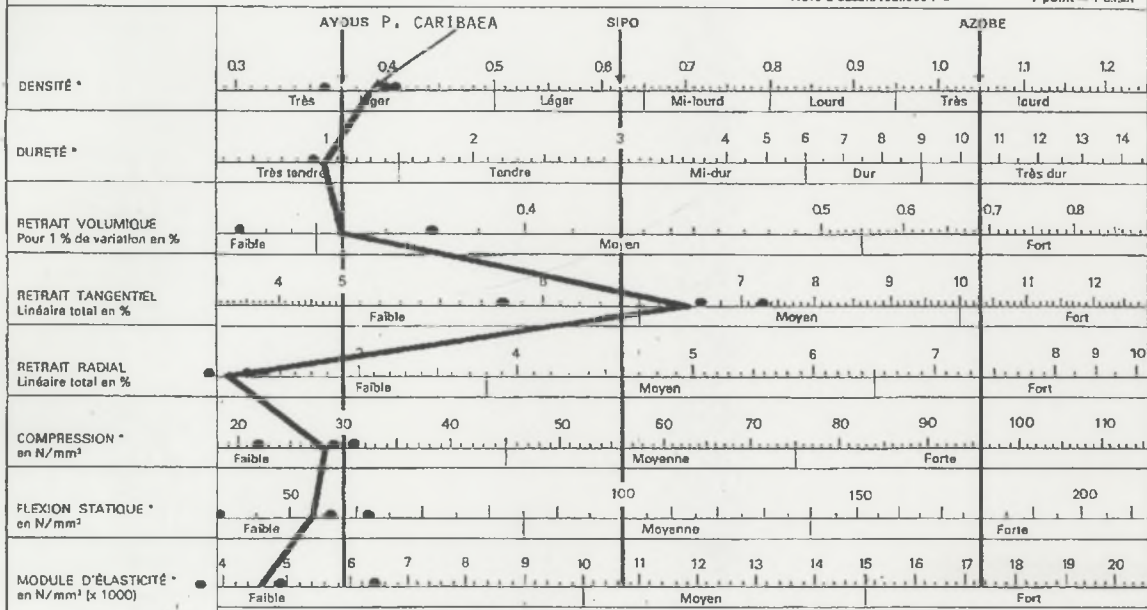 1 point = 1 essai
AYOUS P. CARIBAEA SIPO AZOBE
0.3 0.4 0.5 0.6 0.7 0.8 0.9 1.0 1.1 1.2
DENSITÉ *
Très léger Léger Mi-lourd Lourd Très lourd
1 2 3 4 5 6 7 8 9 10 11 12 13 14
DURETÉ *
Très tendre Tendre Mi-dur Dur Très dur
0.4 0.5 0.6 0.7 0.8
RETRAIT VOLUMIQUE
Pour 1 % de variation en %
Faible Moyen Fort
4 5 6 7 8 9 10 11 12
RETRAIT TANGENTIEL
Linéaire total en %
Faible Moyen Fort
3 4 5 6 7 8 9 10
RETRAIT RADIAL
Linéaire total en %
Faible Moyen Fort
20 30 40 50 60 70 80 90 100 110
COMPRESSION *
en N/mm²
Faible Moyenne Forte
50 100 150 200
FLEXION STATIQUE *
en N/mm²
Faible Moyenne Forte
4 5 6 7 8 9 10 11 12 13 14 15 16 17 18 19 20
MODULE D'ÉLASTICITÉ *
en N/mm² (x 1000)
Faible Moyen Fort